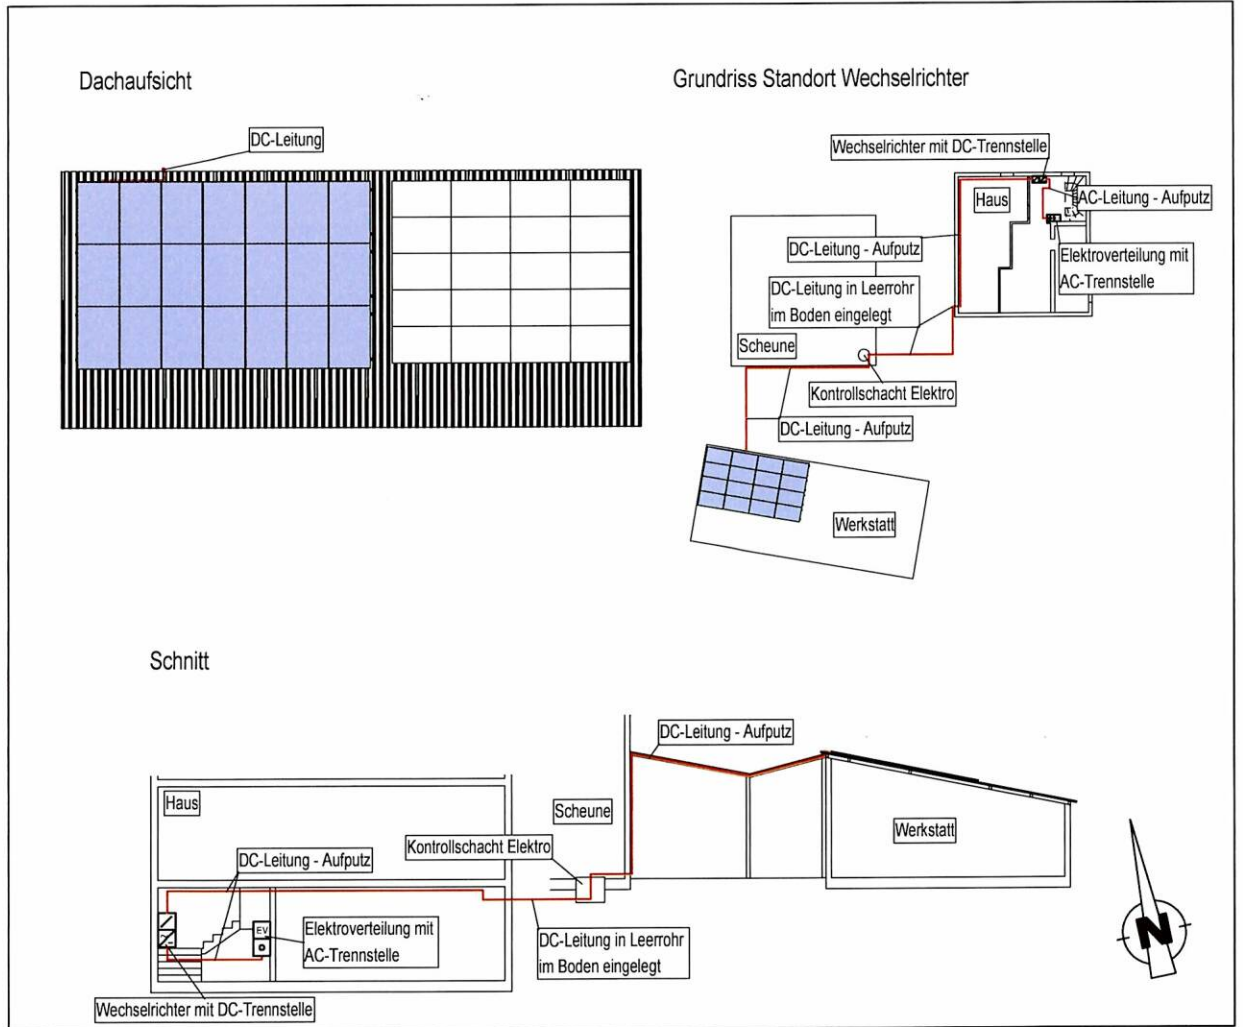 Dachaufsicht
DC-Leitung
Grundriss Standort Wechselrichter
Wechselrichter mit DC-Trennstelle
Haus
AC-Leitung - Aufputz
DC-Leitung - Aufputz
Elektroverteilung mit
AC-Trennstelle
DC-Leitung in Leerrohr
im Boden eingelegt
Scheune
Kontrollschacht Elektro
DC-Leitung - Aufputz
Werkstatt
Schnitt
DC-Leitung - Aufputz
Haus
Scheune
Werkstatt
Kontrollschacht Elektro
DC-Leitung - Aufputz
EV
Elektroverteilung mit
AC-Trennstelle
DC-Leitung in Leerrohr
im Boden eingelegt
Wechselrichter mit DC-Trennstelle
N